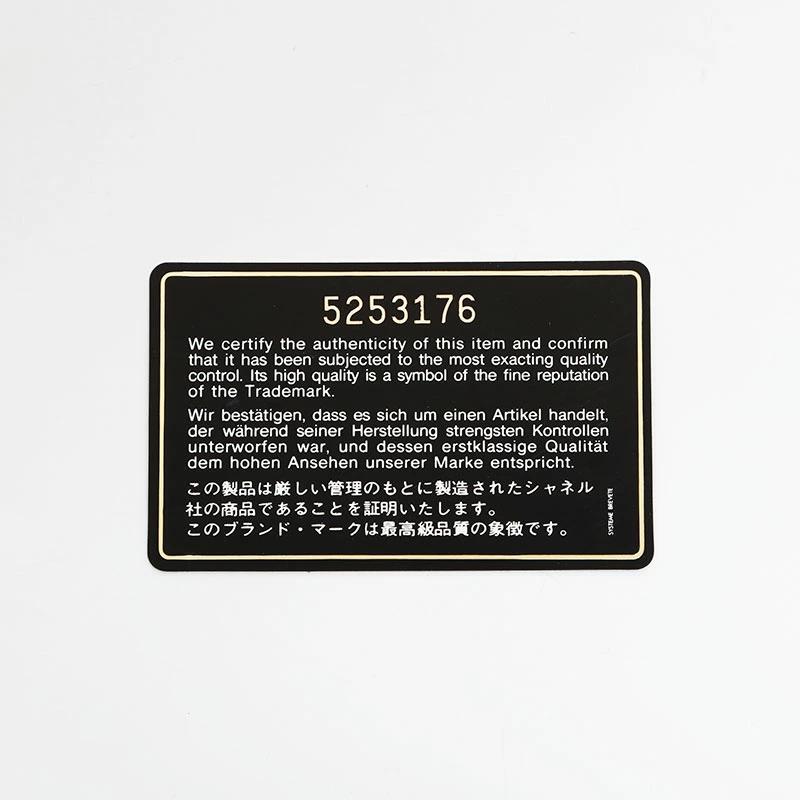 5253176
We certify the authenticity of this item and confirm
that it has been subjected to the most exacting quality
control. Its high quality is a symbol of the fine reputation
of the Trademark.
Wir bestätigen, dass es sich um einen Artikel handelt,
der während seiner Herstellung strengsten Kontrollen
unterworfen war, und dessen erstklassige Qualität
dem hohen Ansehen unserer Marke entspricht.
この製品は厳しい管理のもとに製造されたシャネル
社の商品であることを証明いたします。
このブランド・マークは最高級品質の象徴です。
SYSTEME BREVETE